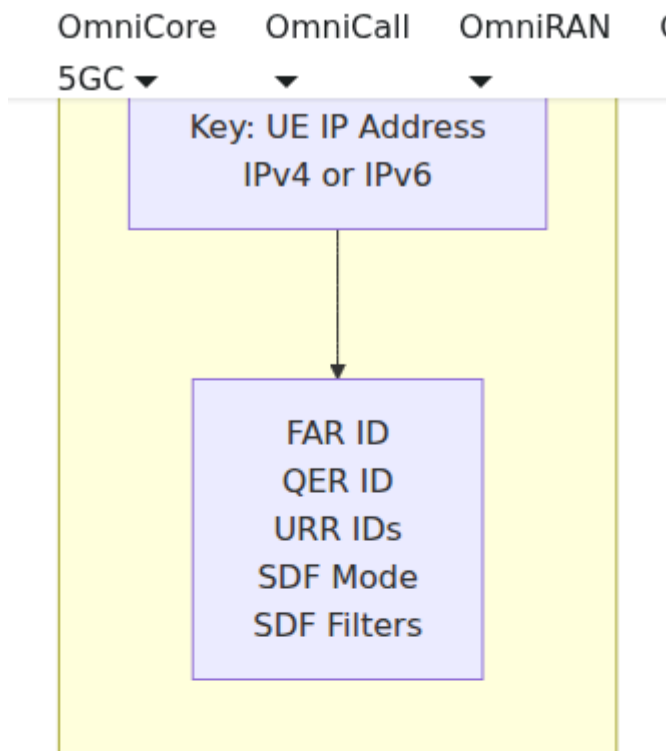 OmniCore OmniCall OmniRAN
5GC
Key: UE IP Address
IPv4 or IPv6
FAR ID
QER ID
URR IDs
SDF Mode
SDF Filters